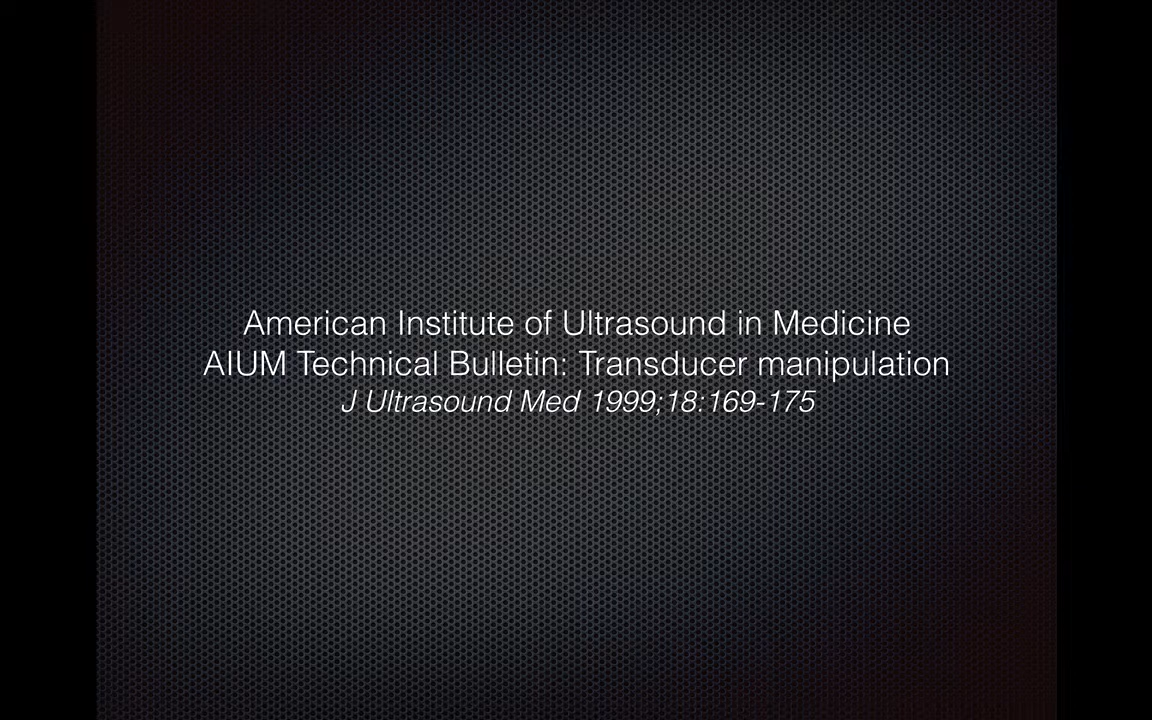 American Institute of Ultrasound in Medicine
AIUM Technical Bulletin: Transducer manipulation
J Ultrasound Med 1999;18:169-175